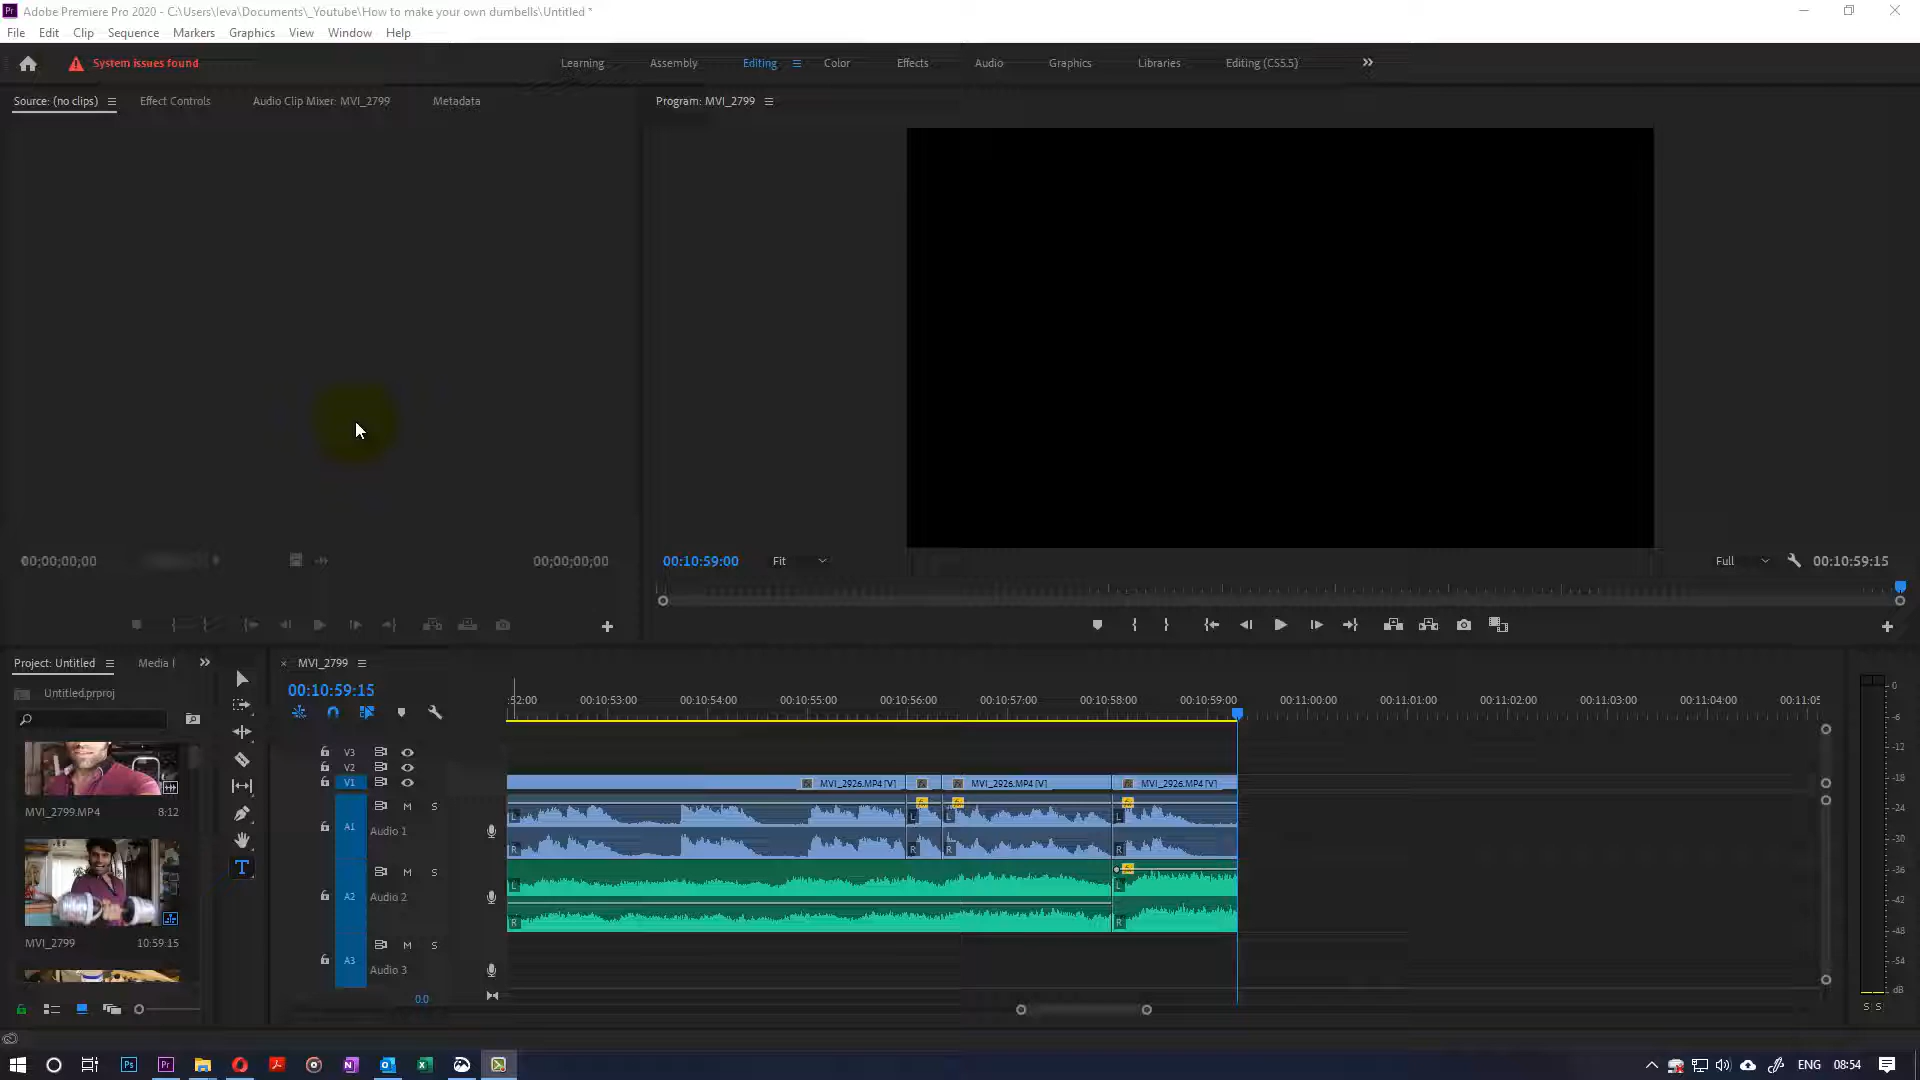 Pr Adobe Premiere Pro 2020 - C:\Users\leva\Documents\_Youtube\How to make your own dumbells\Untitled *
File Edit Clip Sequence Markers Graphics View Window Help
System issues found Learning Assembly Editing Color Effects Audio Graphics Libraries Editing (CS5.5)
Source: (no clips) Effect Controls Audio Clip Mixer: MVI_2799 Metadata Program: MVI_2799
00;00;00;00 00;00;00;00 00:10:59:00 Fit Full 00:10:59:15
Project: Untitled Media MVI_2799
Untitled.prproj 00:10:59:15
:52:00 00:10:53:00 00:10:54:00 00:10:55:00 00:10:56:00 00:10:57:00 00:10:58:00 00:10:59:00 00:11:00:00 00:11:01:00 00:11:02:00 00:11:03:00 00:11:04:00 00:11:05
V3
V2
V1 MVI_2926.MP4 [V] MVI_2926.MP4 [V] MVI_2926.MP4 [V]
MVI_2799.MP4 8:12
M S L L L L
A1 Audio 1
R R R R
M S
L L
A2 Audio 2
R R
MVI_2799 10:59:15
M S
A3 Audio 3
0.0
0
-6
-12
-18
-24
-30
-36
-42
-48
-54
dB
S S
T
Ps Pr ENG 08:54